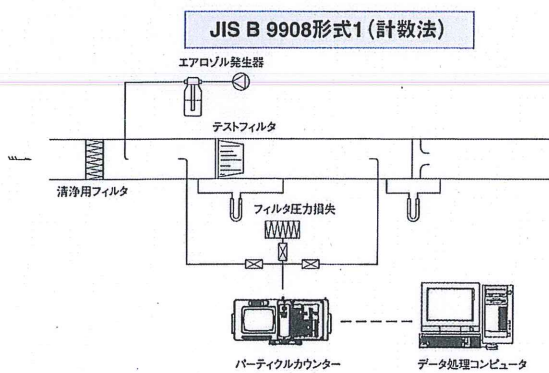 JIS B 9908形式1(計数法)
エアロゾル発生器
テストフィルタ
清浄用フィルタ
フィルタ圧力損失
パーティクルカウンター
データ処理コンピュータ